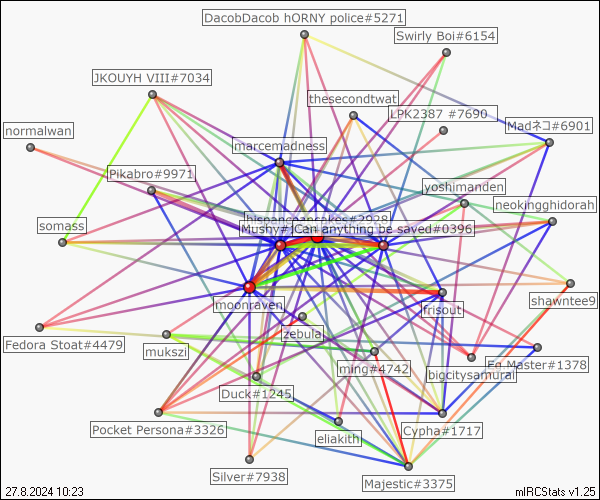 DacobDacob hORNY police#5271
Swirly Boi#6154
JKOUYH VIII#7034
thesecondtwat
LPK2387 #7690
normalwan
Madネコ#6901
marcemadness
Pikabro#9971
yoshimanden
neokingghidorah
hispanicpancakes#2928
somass
Can anything be saved#0396
moonraven
shawntee9
frisout
zebulal
Fedora Stoat#4479
mukszi
ming#4742
bigcitysamurai
Eg Master#1378
Duck#1245
Pocket Persona#3326
eliakith
Cypha#1717
Silver#7938
Majestic#3375
27.8.2024 10:23
mIRCStats v1.25